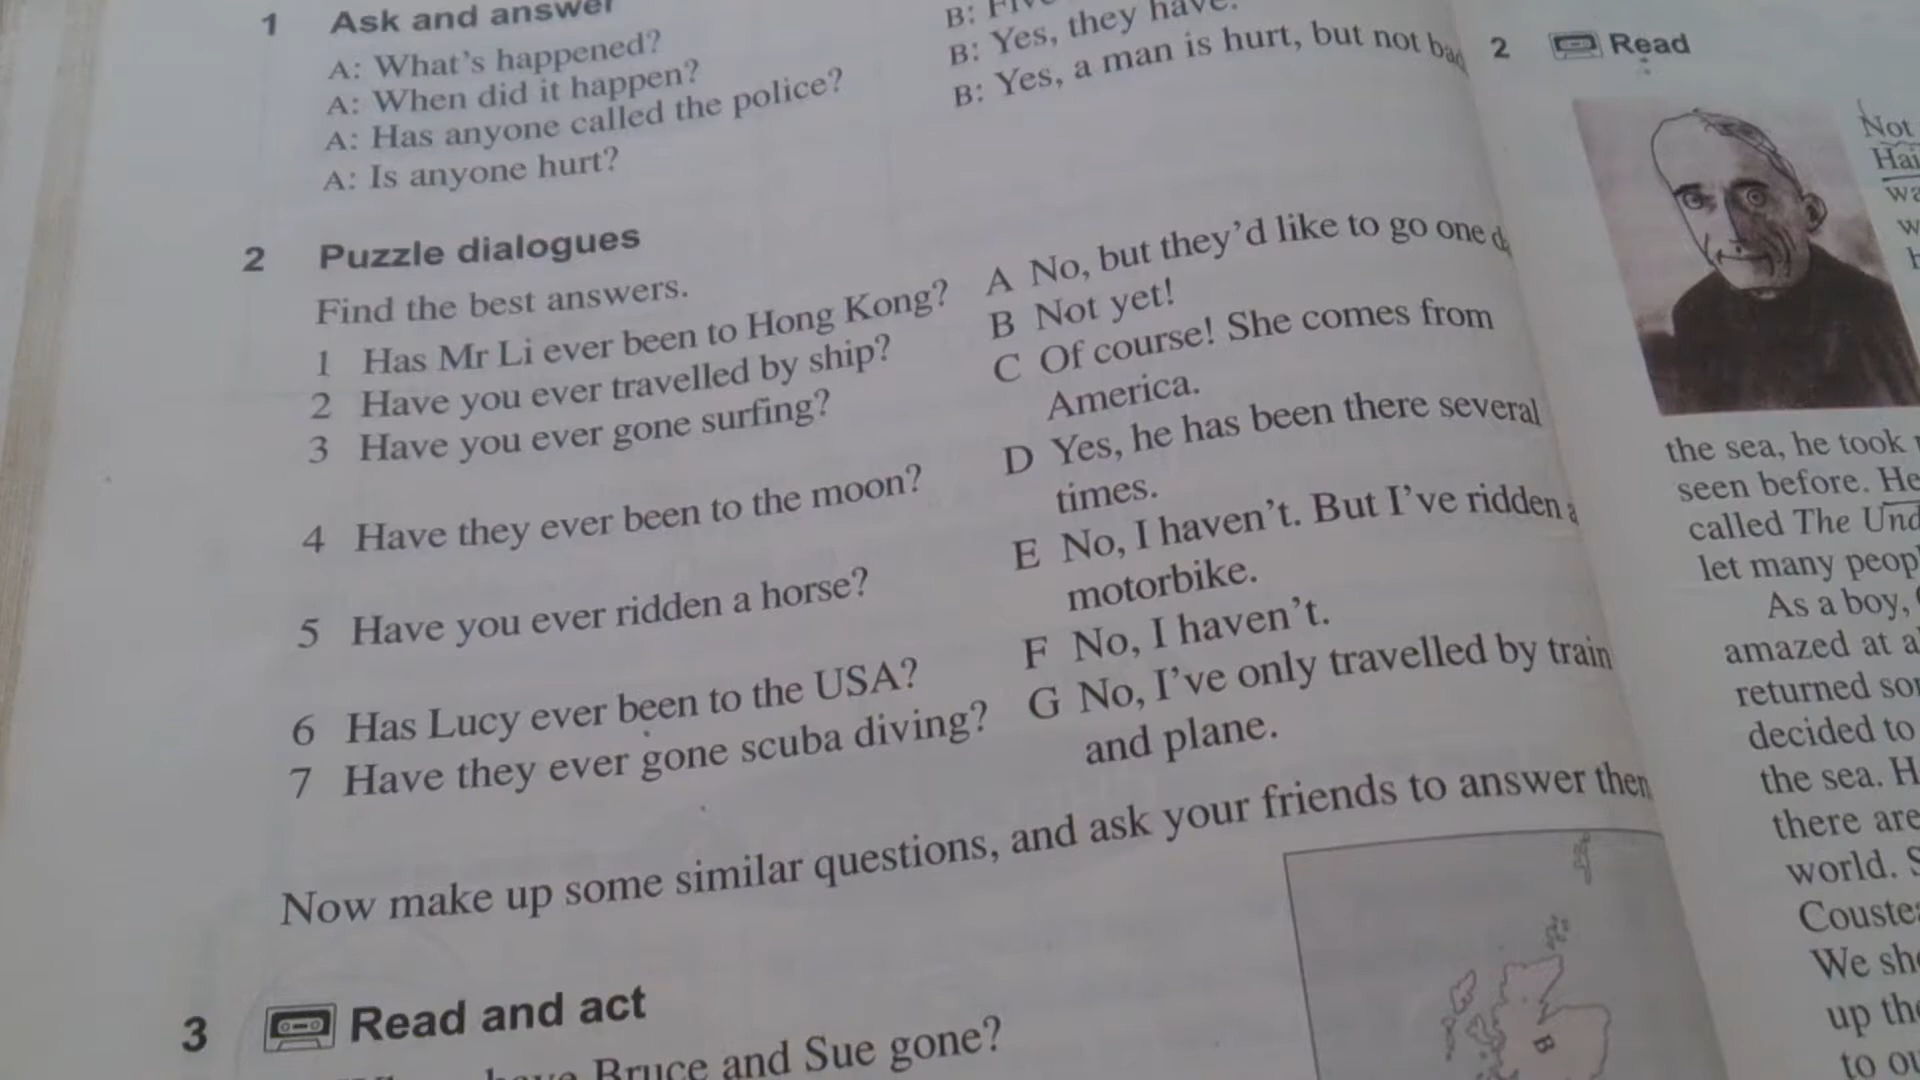 1 Ask and answer
A: What's happened?
A: When did it happen?
A: Has anyone called the police?
A: Is anyone hurt?
B:
B: Yes, they have.
B: Yes, a man is hurt, but not
2 Puzzle dialogues
Find the best answers.
1 Has Mr Li ever been to Hong Kong?
2 Have you ever travelled by ship?
3 Have you ever gone surfing?
4 Have they ever been to the moon?
5 Have you ever ridden a horse?
6 Has Lucy ever been to the USA?
7 Have they ever gone scuba diving?
A No, but they'd like to go one
B Not yet!
C Of course! She comes from
America.
D Yes, he has been there several
times.
E No, I haven't. But I've ridden a
motorbike.
F No, I haven't.
G No, I've only travelled by train
and plane.
Now make up some similar questions, and ask your friends to answer
B
3 Read and act
have Bruce and Sue gone?
2 Read
Not
the sea, he took
seen before. He
called The
let many
As a boy,
amazed at
returned
decided to
the sea.
there are
world.
We
up
to